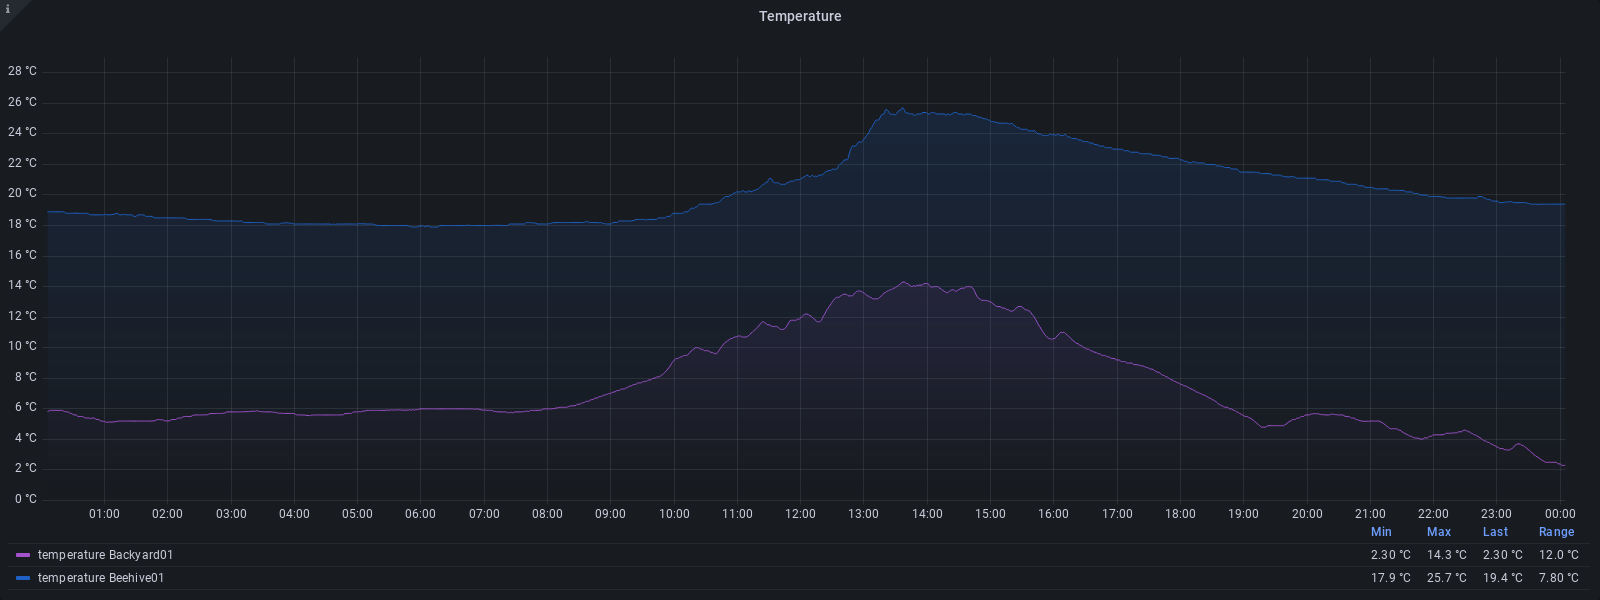 i
Temperature
28 °C
26 °C
24 °C
22 °C
20 °C
18 °C
16 °C
14 °C
12 °C
10 °C
8 °C
6 °C
4 °C
2 °C
0 °C
01:00 02:00 03:00 04:00 05:00 06:00 07:00 08:00 09:00 10:00 11:00 12:00 13:00 14:00 15:00 16:00 17:00 18:00 19:00 20:00 21:00 22:00 23:00 00:00
Min Max Last Range
temperature Backyard01 2.30 °C 14.3 °C 2.30 °C 12.0 °C
temperature Beehive01 17.9 °C 25.7 °C 19.4 °C 7.80 °C